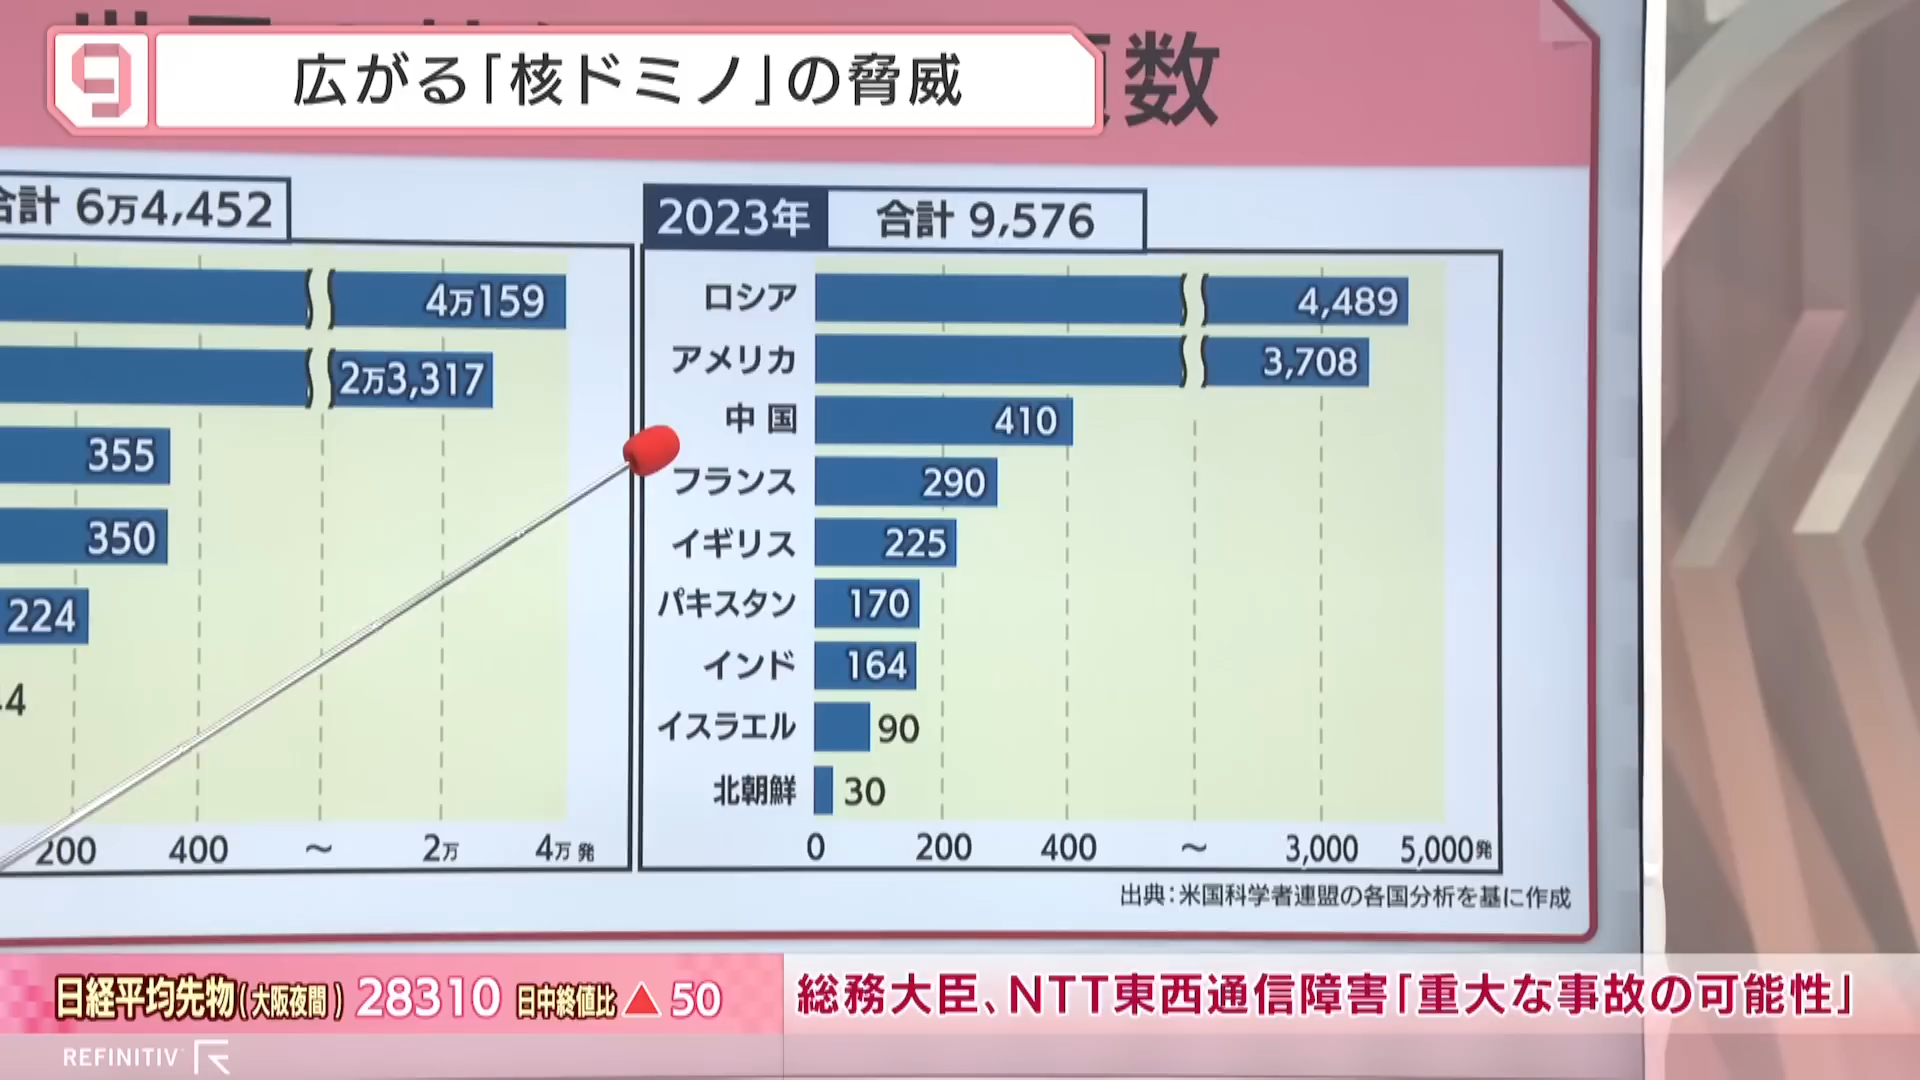 広がる「核ドミノ」の脅威
数
合計 6万4,452
4万159
2万3,317
355
350
224
4
200 400 ～ 2万 4万 発
2023年 合計 9,576
ロシア 4,489
アメリカ 3,708
中国 410
フランス 290
イギリス 225
パキスタン 170
インド 164
イスラエル 90
北朝鮮 30
0 200 400 ～ 3,000 5,000発
出典：米国科学者連盟の各国分析を基に作成
日経平均先物(大阪夜間) 28310 日中終値比 ▲ 50
総務大臣、NTT東西通信障害「重大な事故の可能性」
REFINITIV